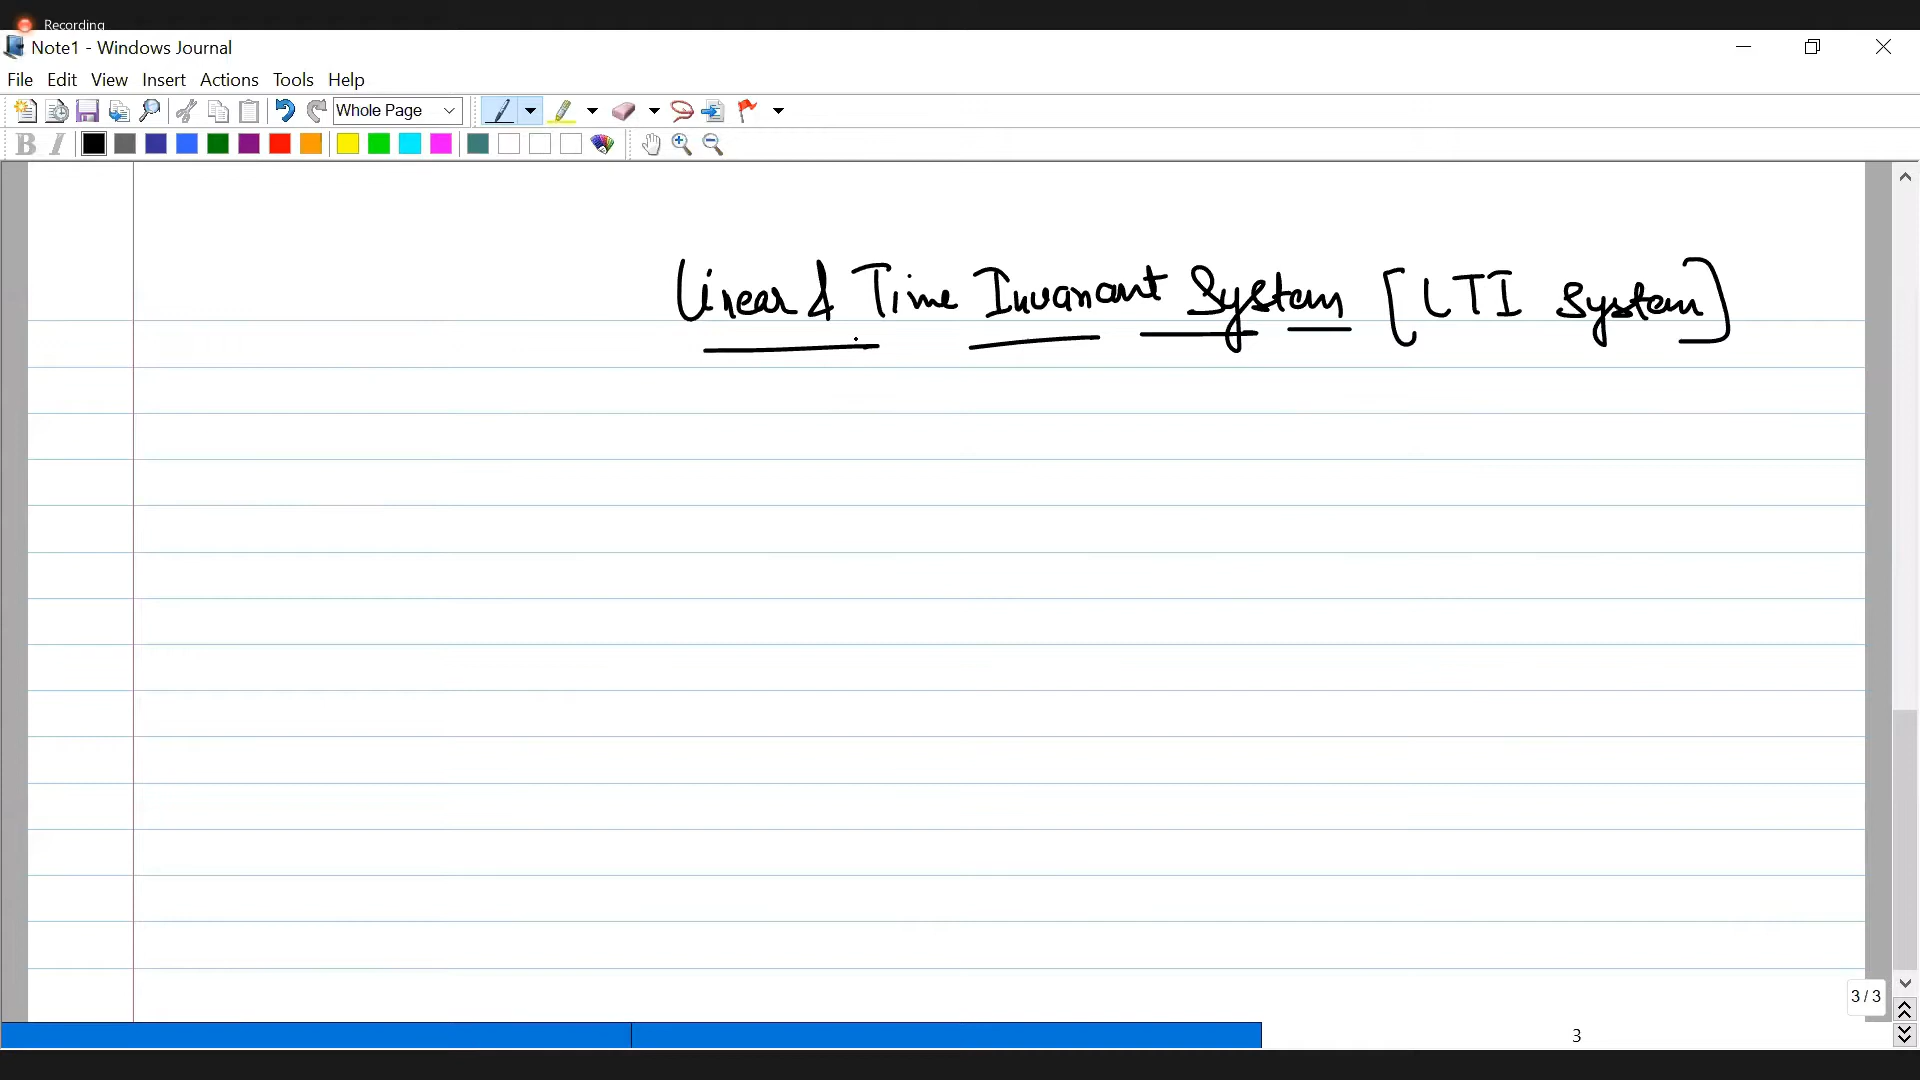 Recording
Note1 - Windows Journal
File Edit View Insert Actions Tools Help
Whole Page
B I
Linear & Time Invariant System [LTI System]
3 / 3
3